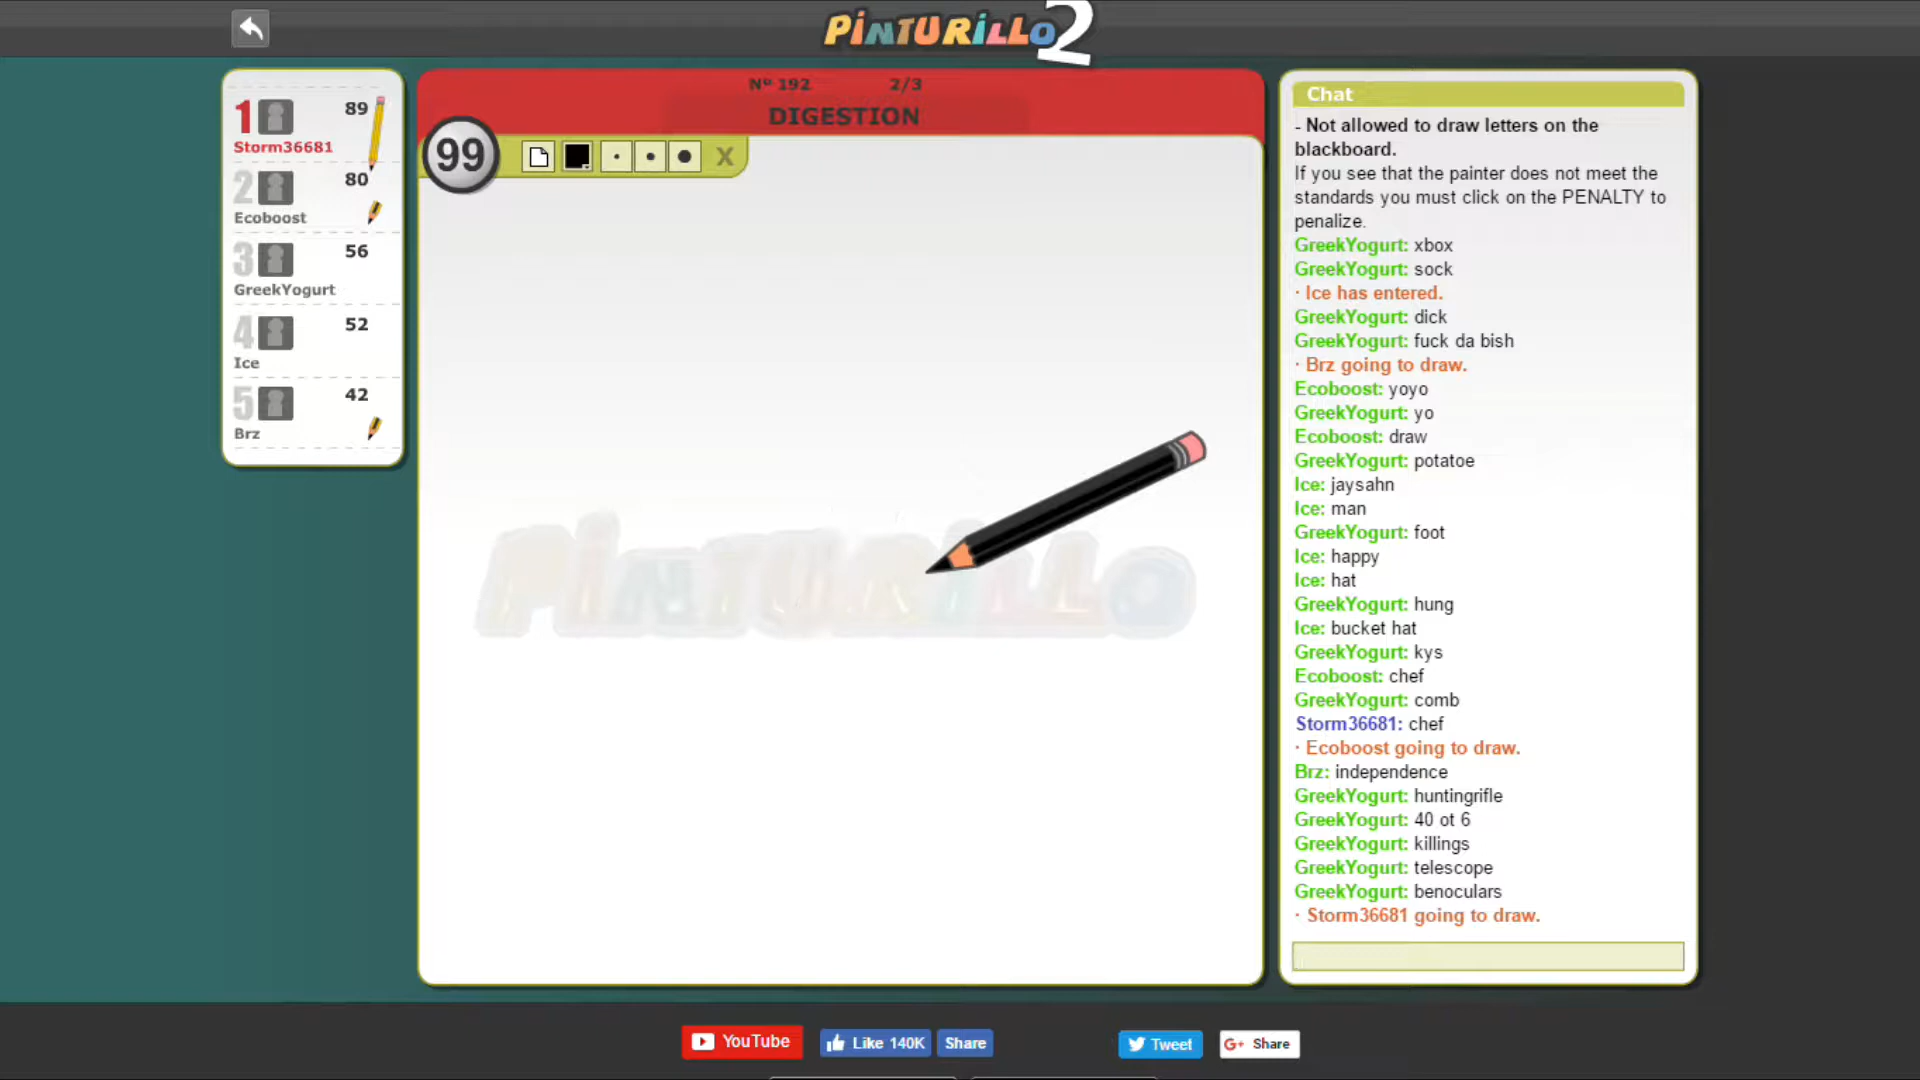 PINTURILLO 2
1 89
Storm36681
2 80
Ecoboost
3 56
GreekYogurt
4 52
Ice
5 42
Brz
Nº 192 2/3
DIGESTION
99
X
PINTURILLO
Chat
- Not allowed to draw letters on the
blackboard.
If you see that the painter does not meet the
standards you must click on the PENALTY to
penalize.
GreekYogurt: xbox
GreekYogurt: sock
· Ice has entered.
GreekYogurt: dick
GreekYogurt: fuck da bish
· Brz going to draw.
Ecoboost: yoyo
GreekYogurt: yo
Ecoboost: draw
GreekYogurt: potatoe
Ice: jaysahn
Ice: man
GreekYogurt: foot
Ice: happy
Ice: hat
GreekYogurt: hung
Ice: bucket hat
GreekYogurt: kys
Ecoboost: chef
GreekYogurt: comb
Storm36681: chef
· Ecoboost going to draw.
Brz: independence
GreekYogurt: huntingrifle
GreekYogurt: 40 ot 6
GreekYogurt: killings
GreekYogurt: telescope
GreekYogurt: benoculars
· Storm36681 going to draw.
YouTube
Like 140K
Share
Tweet
G+ Share